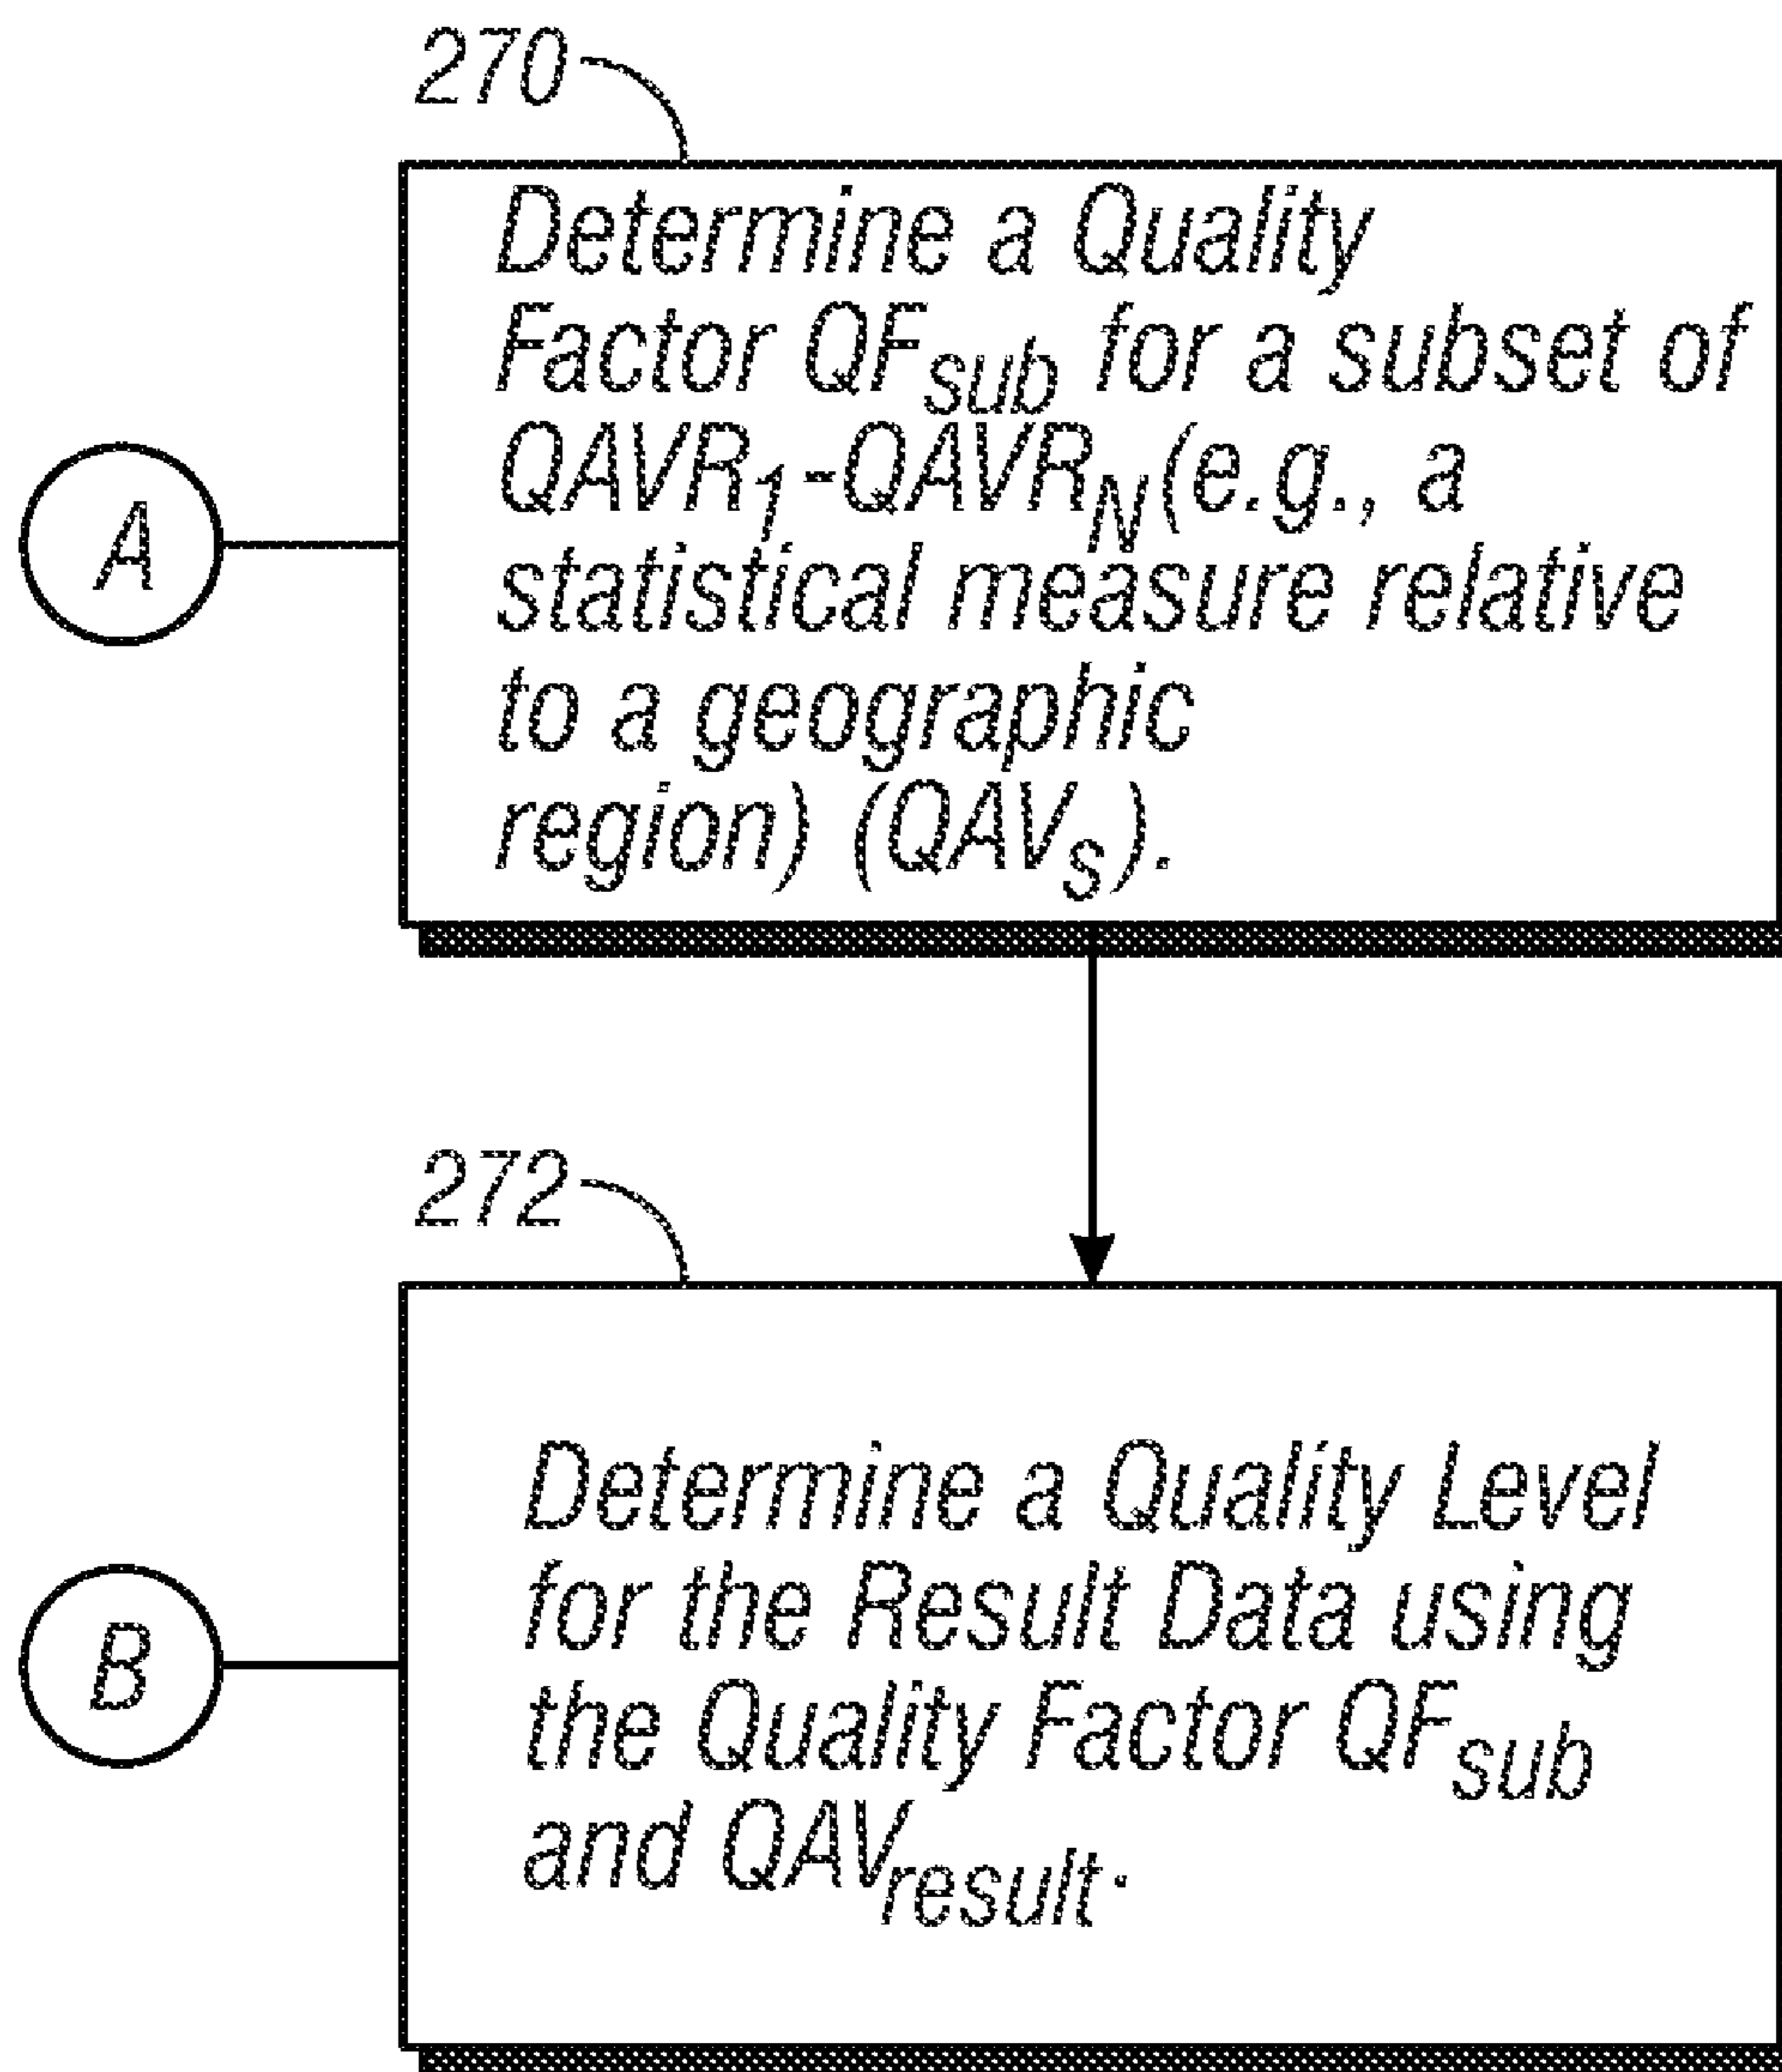 270
Determine a Quality
Factor QFsub for a subset of
QAVR1-QAVRN (e.g., a
statistical measure relative
to a geographic
region) (QAVS).
A
272
Determine a Quality Level
for the Result Data using
the Quality Factor QFsub
and QAVresult.
B